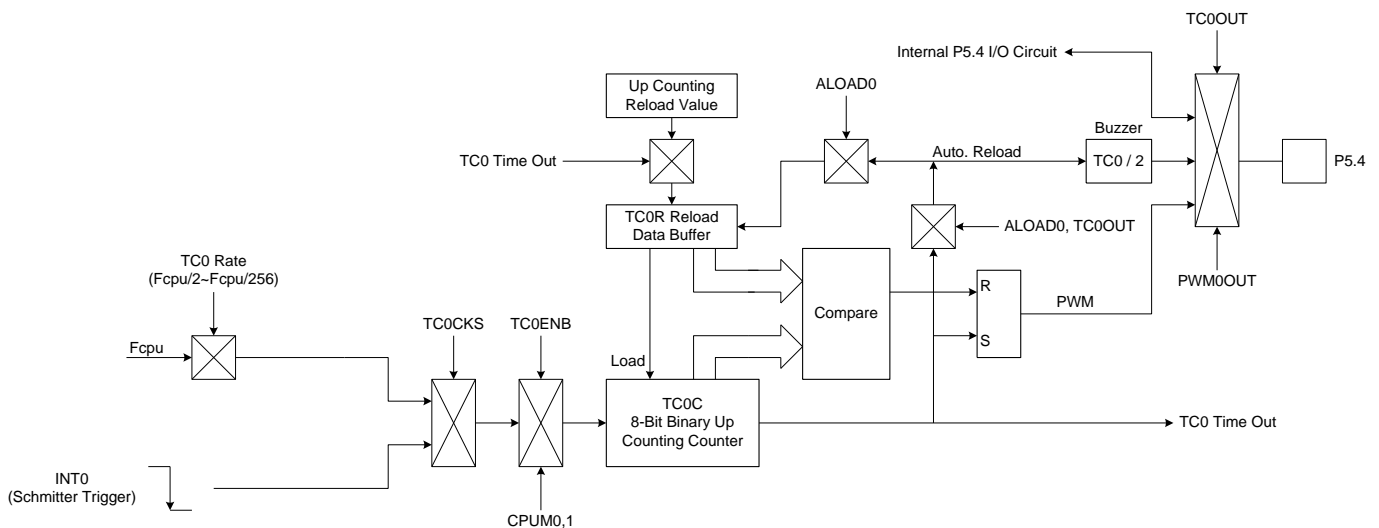 TC0OUT
Internal P5.4 I/O Circuit
Up Counting
Reload Value
ALOAD0
Buzzer
TC0 Time Out
Auto. Reload
TC0 / 2
P5.4
TC0R Reload
Data Buffer
ALOAD0, TC0OUT
TC0 Rate
(Fcpu/2~Fcpu/256)
PWM0OUT
R
PWM
Compare
TC0CKS
TC0ENB
S
Fcpu
Load
TC0C
8-Bit Binary Up
Counting Counter
TC0 Time Out
INT0
(Schmitter Trigger)
CPUM0,1